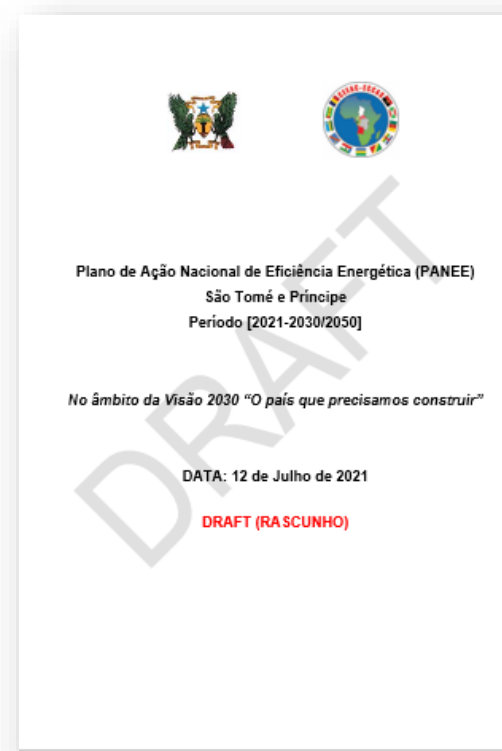 Plano de Ação Nacional de Eficiência Energética (PANEE)
São Tomé e Príncipe
Período [2021-2030/2050]
No âmbito da Visão 2030 “O país que precisamos construir”
DATA: 12 de Julho de 2021
DRAFT (RASCUNHO)
DRAFT